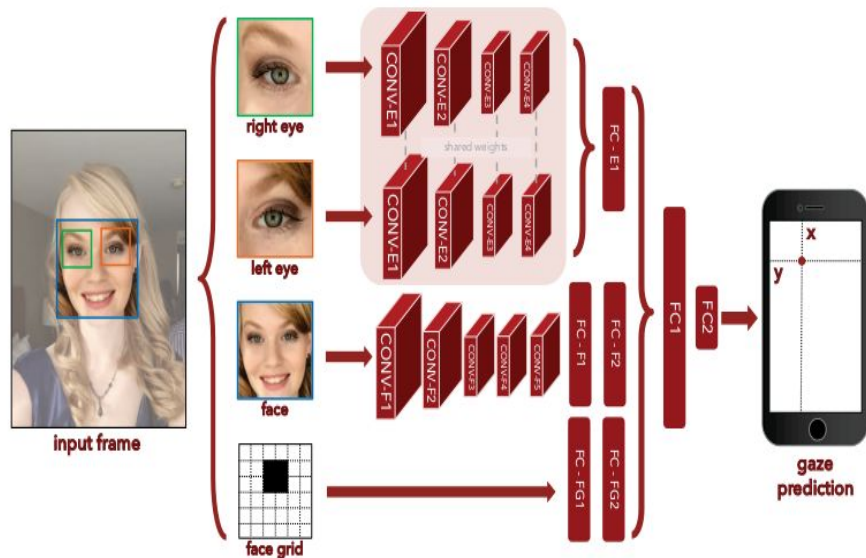 input frame
right eye
left eye
face
face grid
CONV-E1
CONV-E2
CONV-E3
CONV-E4
shared weights
CONV-E1
CONV-E2
CONV-E3
CONV-E4
FC - E1
CONV-F1
CONV-F2
CONV-F3
CONV-F4
CONV-F5
FC - F1
FC - F2
FC - FG1
FC - FG2
FC1
FC2
x
y
gaze
prediction